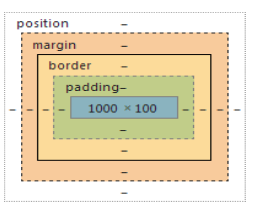 position –
margin –
border –
padding–
– – – – 1000 × 100 – – – –
–
–
–
–